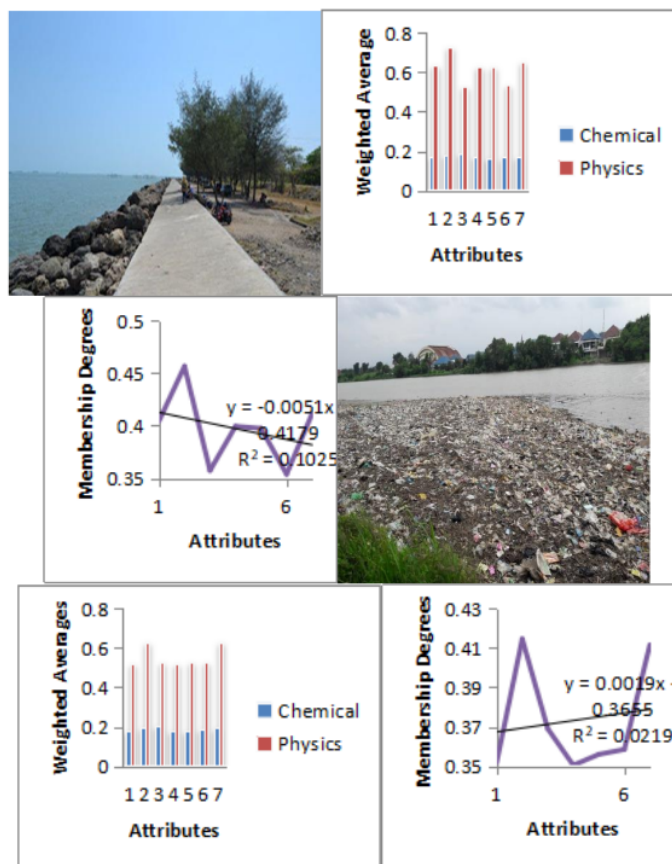 Weighted Average
0.8
0.6
0.4
0.2
0
1 2 3 4 5 6 7
Attributes
Chemical
Physics
Membership Degrees
0.5
0.45
0.4
0.35
1
6
Attributes
y = -0.0051x
0.4179
R² = 0.1025
Weighted Averages
0.8
0.6
0.4
0.2
0
1 2 3 4 5 6 7
Attributes
Chemical
Physics
Membership Degrees
0.43
0.41
0.39
0.37
0.35
1
6
Attributes
y = 0.0019x
0.3655
R² = 0.0219